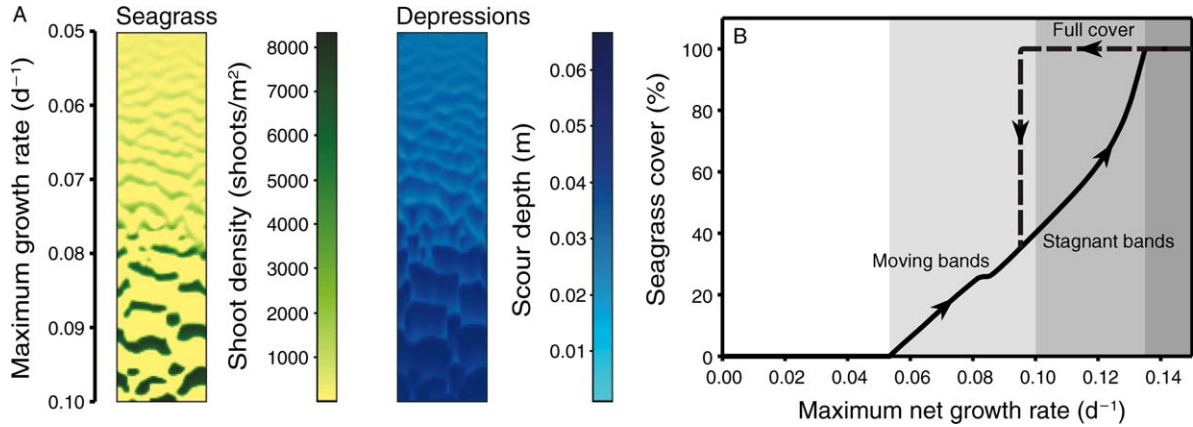 A
Seagrass
Depressions
Maximum growth rate (d⁻¹)
0.05
0.06
0.07
0.08
0.09
0.10
Shoot density (shoots/m²)
8000
7000
6000
5000
4000
3000
2000
1000
Scour depth (m)
0.06
0.05
0.04
0.03
0.02
0.01
B
Full cover
Moving bands
Stagnant bands
Seagrass cover (%)
100
80
60
40
20
0
0.00 0.02 0.04 0.06 0.08 0.10 0.12 0.14
Maximum net growth rate (d⁻¹)